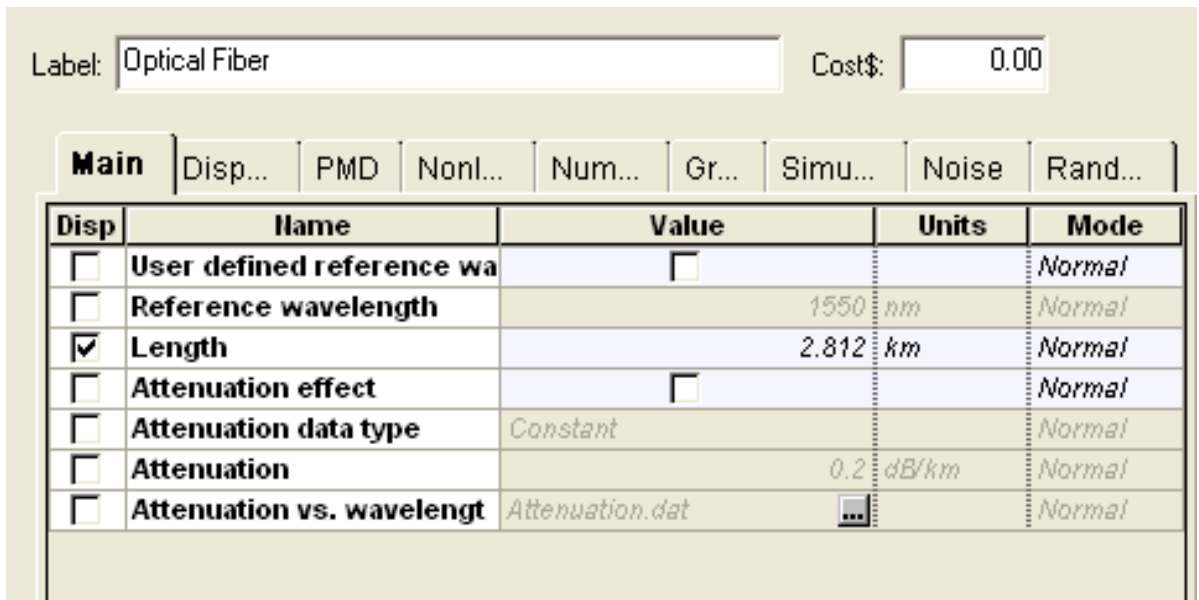 Label: Optical Fiber Cost$: 0.00
Main Disp... PMD Nonl... Num... Gr... Simu... Noise Rand...
Disp Name Value Units Mode
User defined reference wa Normal
Reference wavelength 1550 nm Normal
Length 2.812 km Normal
Attenuation effect Normal
Attenuation data type Constant Normal
Attenuation 0.2 dB/km Normal
Attenuation vs. wavelengt Attenuation.dat ... Normal